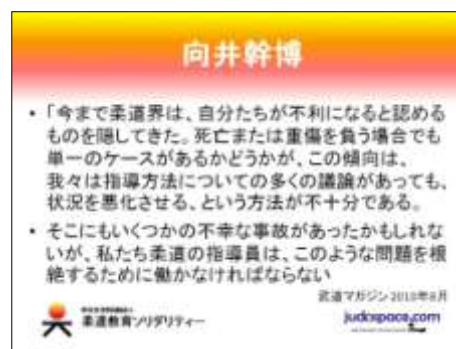 向井幹博
・「今まで柔道界は、自分たちが不利になると認める
ものを隠してきた。死亡または重傷を負う場合でも
単一のケースがあるかどうかが、この傾向は、
我々は指導方法についての多くの議論があっても、
状況を悪化させる、という方法が不十分である。
・そこにもいくつかの不幸な事故があったかもしれな
いが、私たち柔道の指導員は、このような問題を根
絶するために働かなければならない
武道マガジン2010年8月
柔道教育ソリダリティー
judospace.com